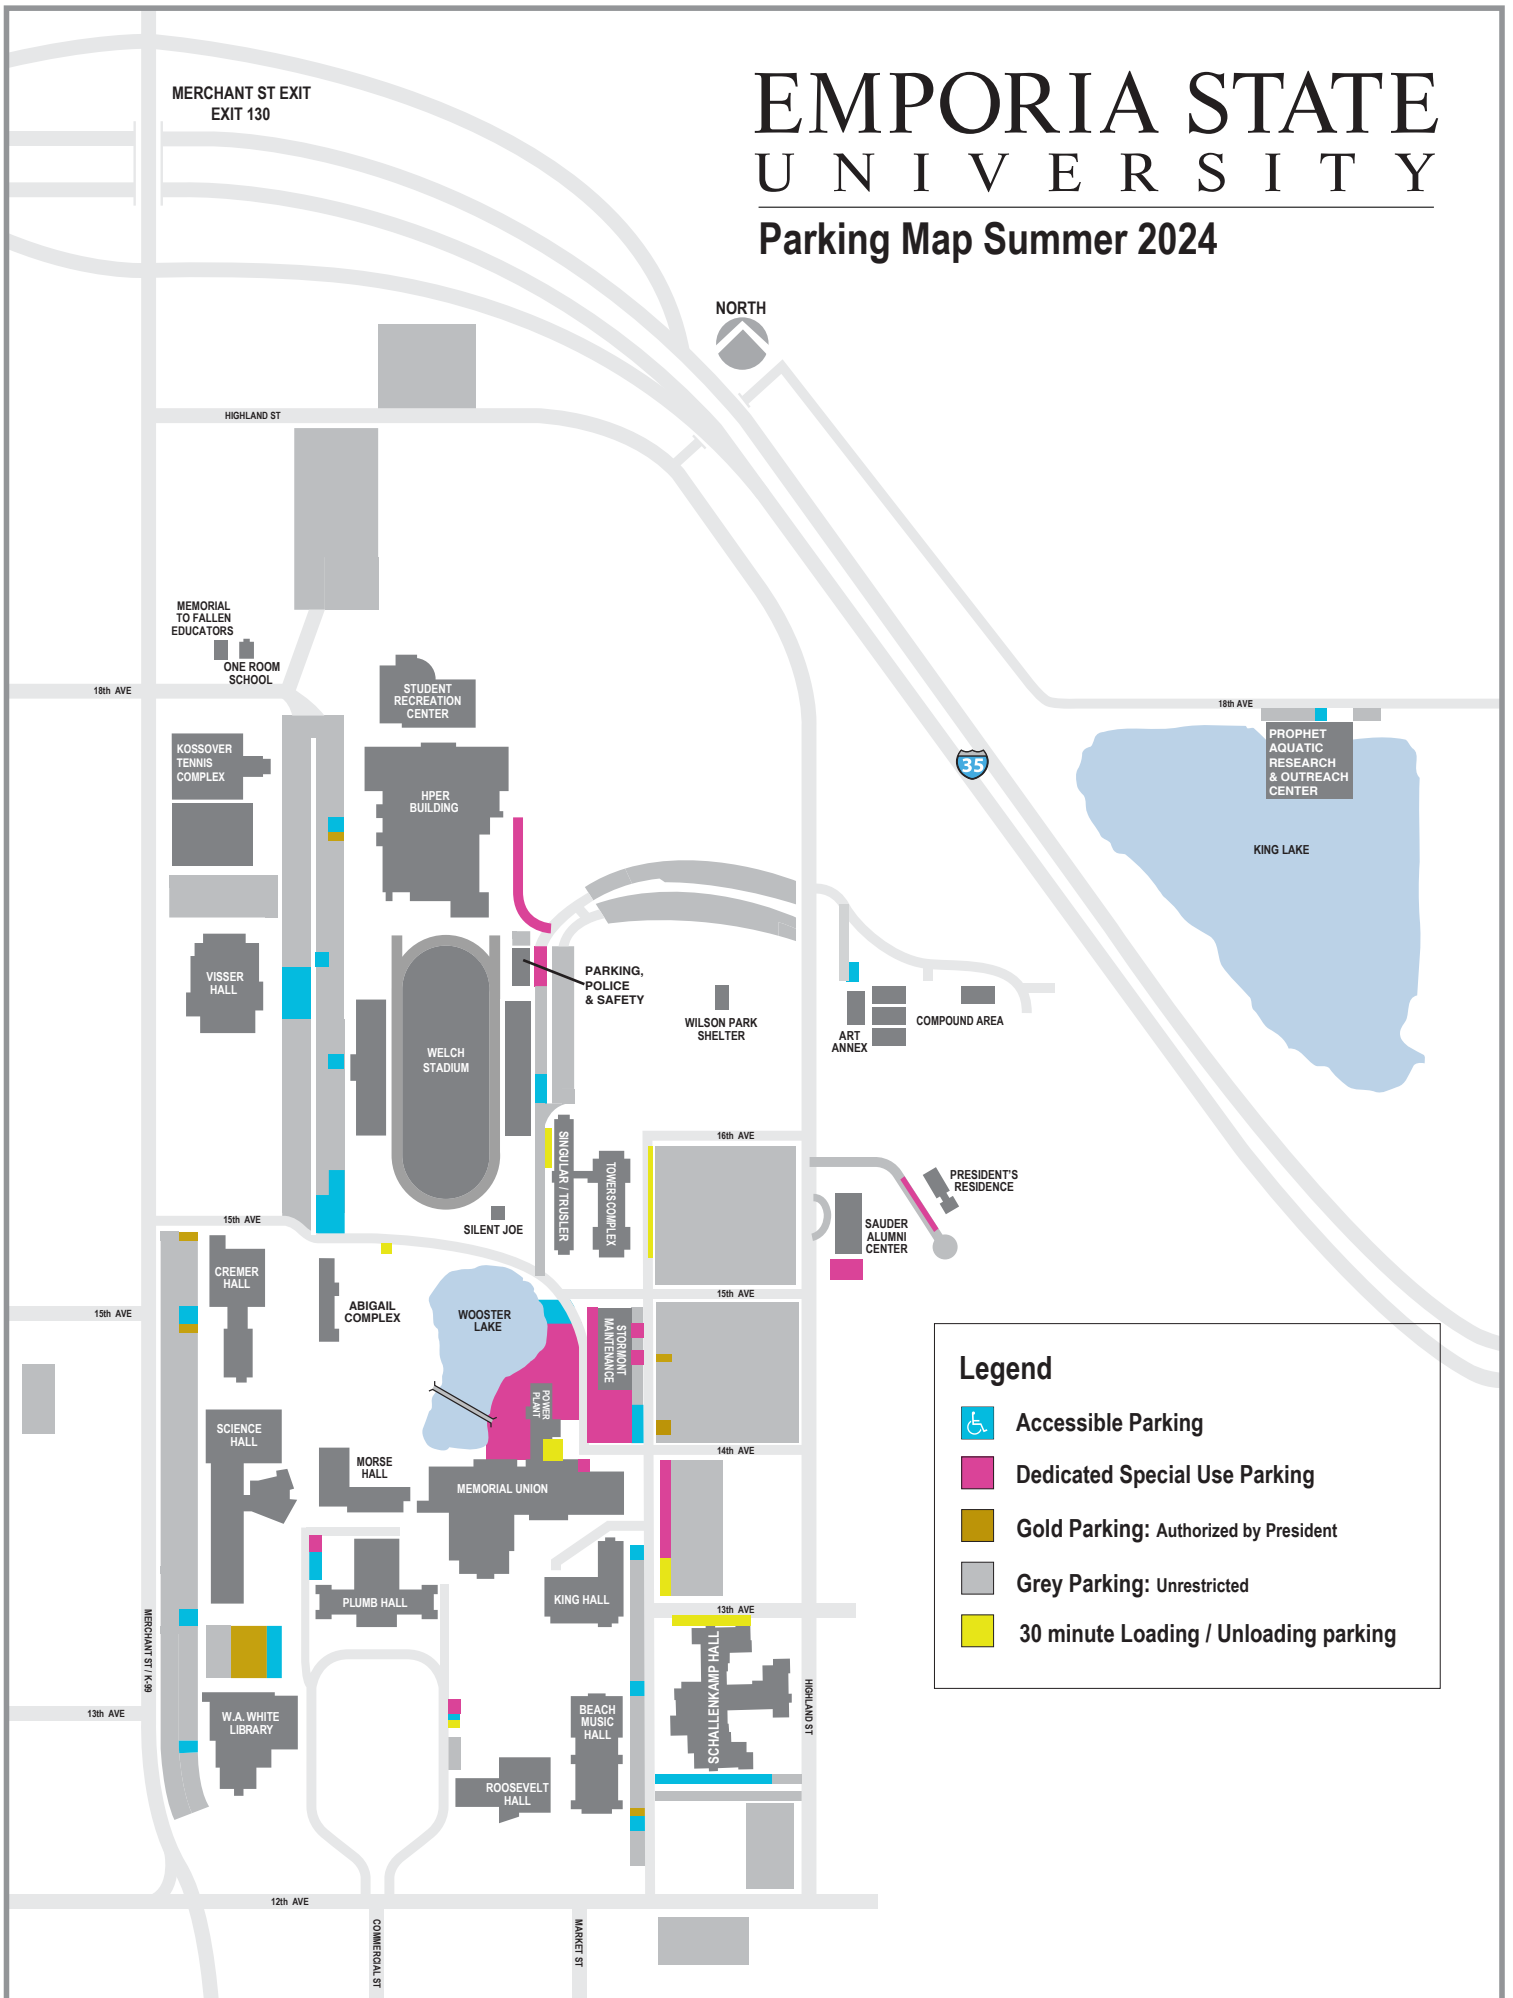 EMPORIA STATE
UNIVERSITY
Parking Map Summer 2024
MERCHANT ST EXIT
EXIT 130
NORTH
HIGHLAND ST
MEMORIAL
TO FALLEN
EDUCATORS
ONE ROOM
SCHOOL
18th AVE
STUDENT
RECREATION
CENTER
18th AVE
KOSSOVER
TENNIS
COMPLEX
HPER
BUILDING
35
PROPHET
AQUATIC
RESEARCH
& OUTREACH
CENTER
KING LAKE
VISSER
HALL
PARKING,
POLICE
& SAFETY
WELCH
STADIUM
WILSON PARK
SHELTER
ART
ANNEX
COMPOUND AREA
16th AVE
SINGULAR / TRUSLER
TOWERS COMPLEX
PRESIDENT'S
RESIDENCE
15th AVE
SILENT JOE
SAUDER
ALUMNI
CENTER
CREMER
HALL
15th AVE
15th AVE
ABIGAIL
COMPLEX
WOOSTER
LAKE
STORMONT
MAINTENANCE
POWER
PLANT
SCIENCE
HALL
MORSE
HALL
14th AVE
MEMORIAL UNION
PLUMB HALL
KING HALL
13th AVE
MERCHANT ST / K-99
13th AVE
W.A. WHITE
LIBRARY
BEACH
MUSIC
HALL
SCHALLENKAMP HALL
HIGHLAND ST
ROOSEVELT
HALL
12th AVE
COMMERCIAL ST
MARKET ST
Legend
Accessible Parking
Dedicated Special Use Parking
Gold Parking: Authorized by President
Grey Parking: Unrestricted
30 minute Loading / Unloading parking